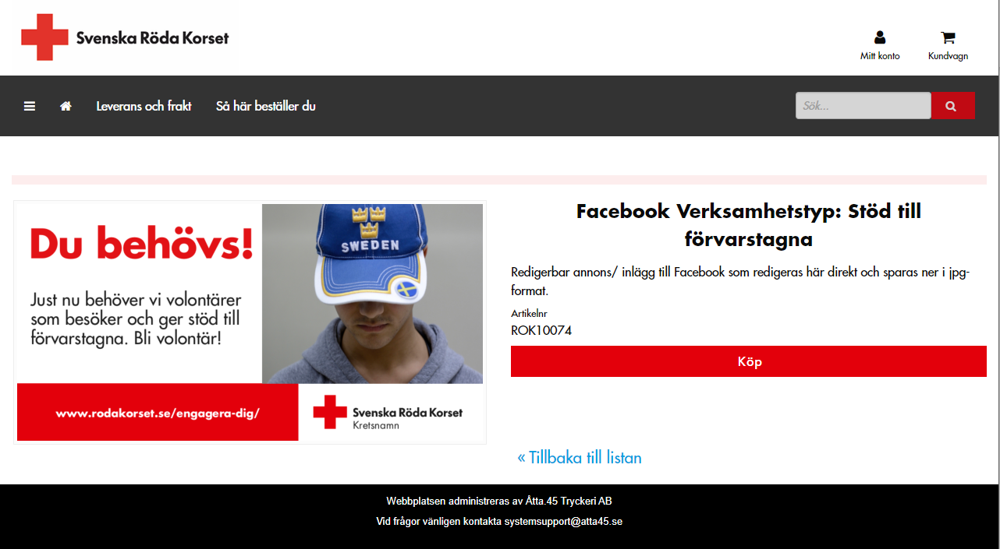 Svenska Röda Korset
Mitt konto
Kundvagn
Leverans och frakt
Så här beställer du
Sök...
Du behövs!
SWEDEN
Just nu behöver vi volontärer
som besöker och ger stöd till
förvarstagna. Bli volontär!
www.rodakorset.se/engagera-dig/
Svenska Röda Korset
Kretsnamn
Facebook Verksamhetstyp: Stöd till
förvarstagna
Redigerbar annons/ inlägg till Facebook som redigeras här direkt och sparas ner i jpg-
format.
Artikelnr
ROK10074
Köp
« Tillbaka till listan
Webbplatsen administreras av Åtta.45 Tryckeri AB
Vid frågor vänligen kontakta systemsupport@atta45.se